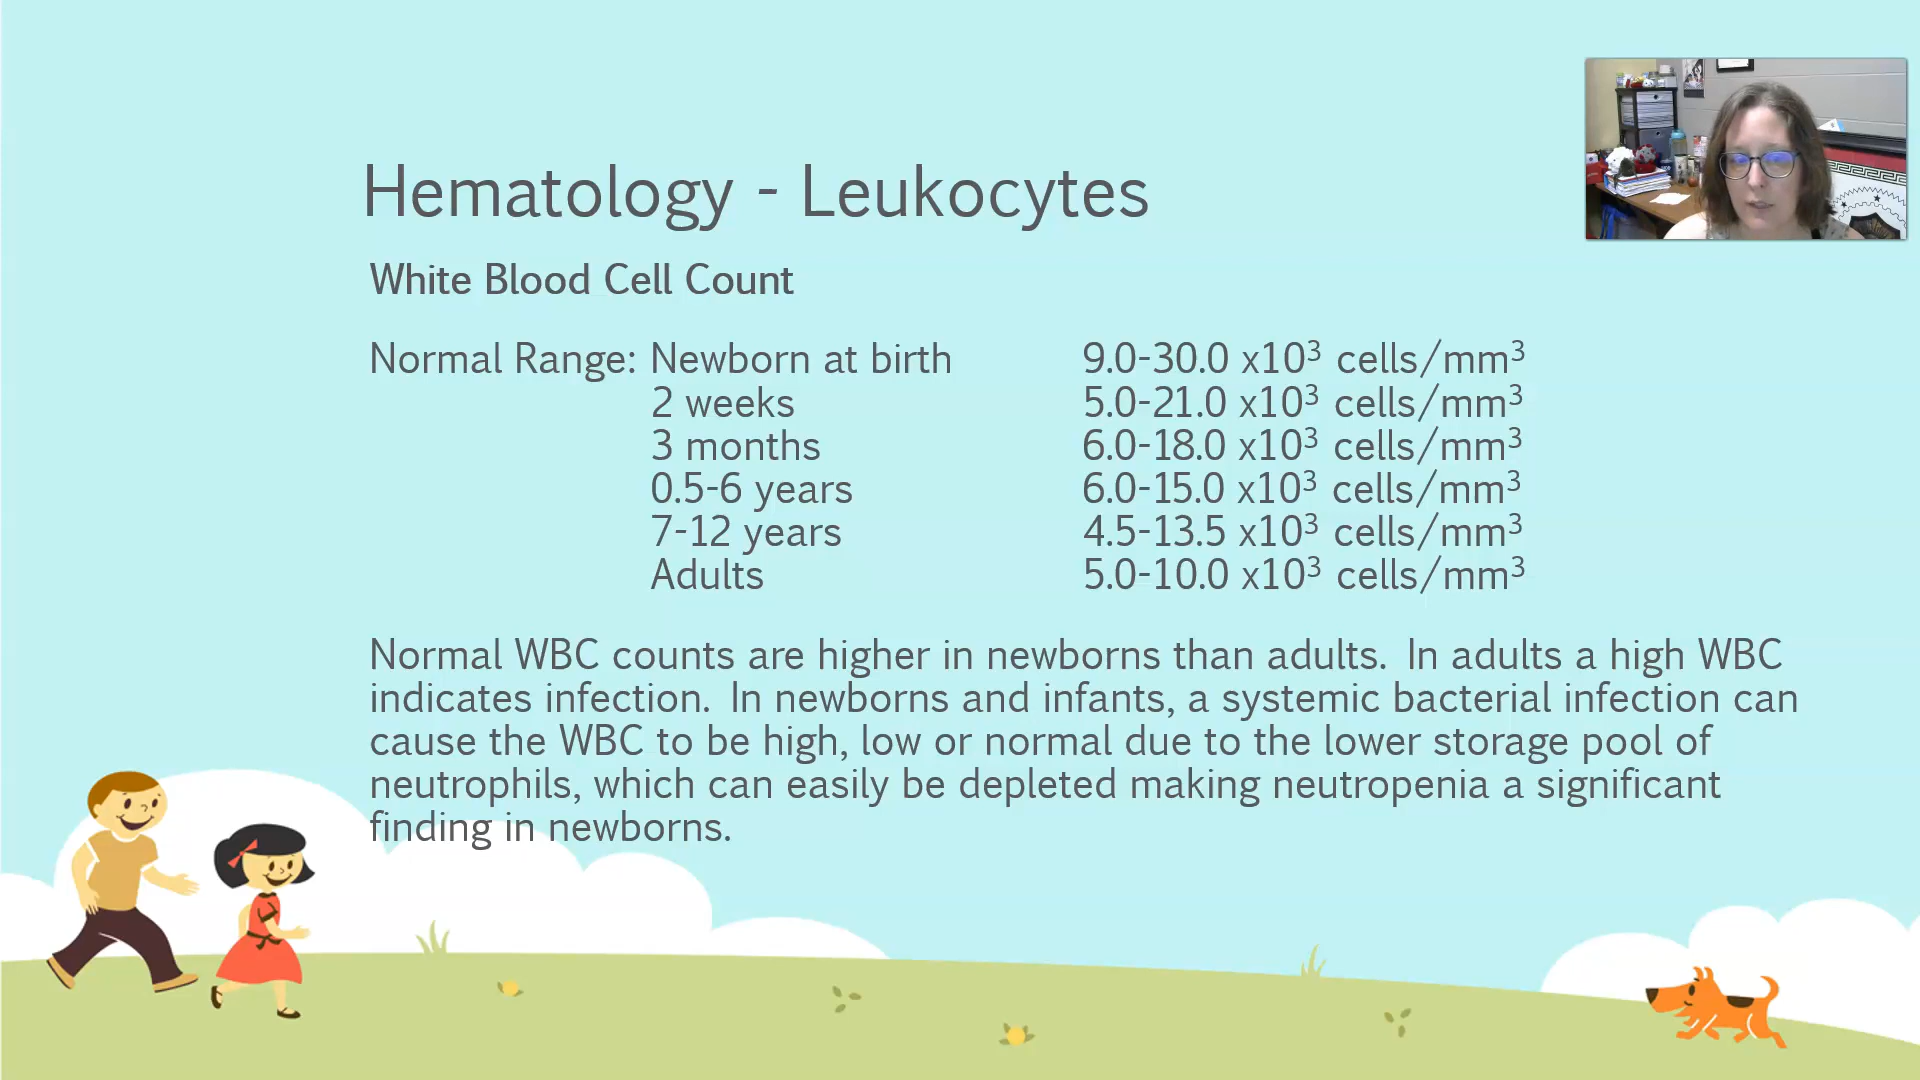 Hematology - Leukocytes
White Blood Cell Count
Normal Range: Newborn at birth 9.0-30.0 x10³ cells/mm³
2 weeks 5.0-21.0 x10³ cells/mm³
3 months 6.0-18.0 x10³ cells/mm³
0.5-6 years 6.0-15.0 x10³ cells/mm³
7-12 years 4.5-13.5 x10³ cells/mm³
Adults 5.0-10.0 x10³ cells/mm³
Normal WBC counts are higher in newborns than adults. In adults a high WBC
indicates infection. In newborns and infants, a systemic bacterial infection can
cause the WBC to be high, low or normal due to the lower storage pool of
neutrophils, which can easily be depleted making neutropenia a significant
finding in newborns.